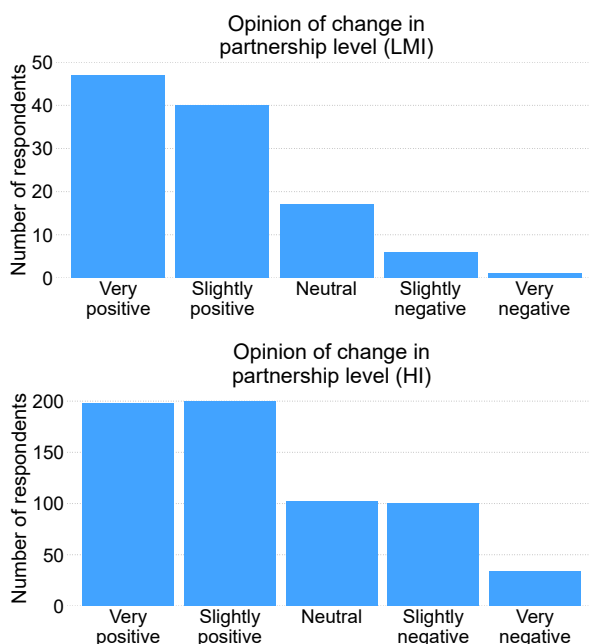 Opinion of change in
partnership level (LMI)
Number of respondents
50
40
30
20
10
0
Very
positive
Slightly
positive
Neutral
Slightly
negative
Very
negative
Opinion of change in
partnership level (HI)
Number of respondents
200
150
100
50
0
Very
positive
Slightly
positive
Neutral
Slightly
negative
Very
negative